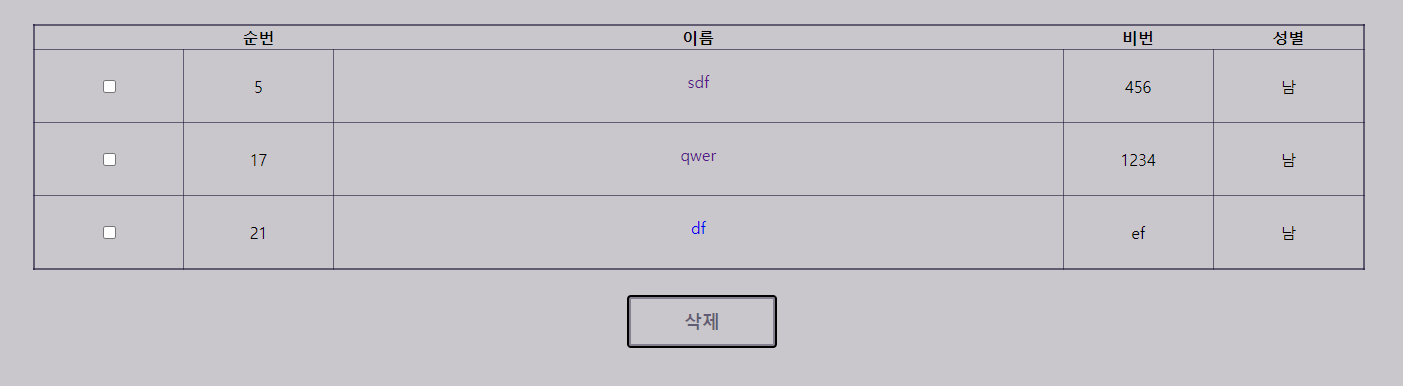 순번 이름 비번 성별
5 sdf 456 남
17 qwer 1234 남
21 df ef 남
삭제